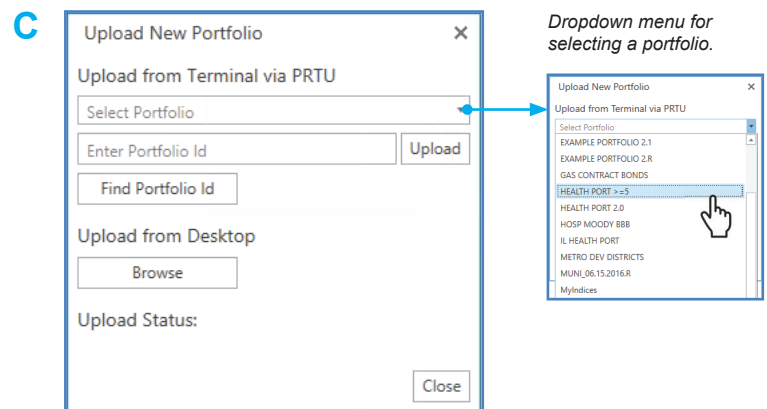 C
Upload New Portfolio ×
Upload from Terminal via PRTU
Select Portfolio
Enter Portfolio Id Upload
Find Portfolio Id
Upload from Desktop
Browse
Upload Status:
Close
Dropdown menu for
selecting a portfolio.
Upload New Portfolio ×
Upload from Terminal via PRTU
Select Portfolio
EXAMPLE PORTFOLIO 2.1
EXAMPLE PORTFOLIO 2.R
GAS CONTRACT BONDS
HEALTH PORT >=5
HEALTH PORT 2.0
HOSP MOODY BBB
IL HEALTH PORT
METRO DEV DISTRICTS
MUNI_06.15.2016.R
MyIndices